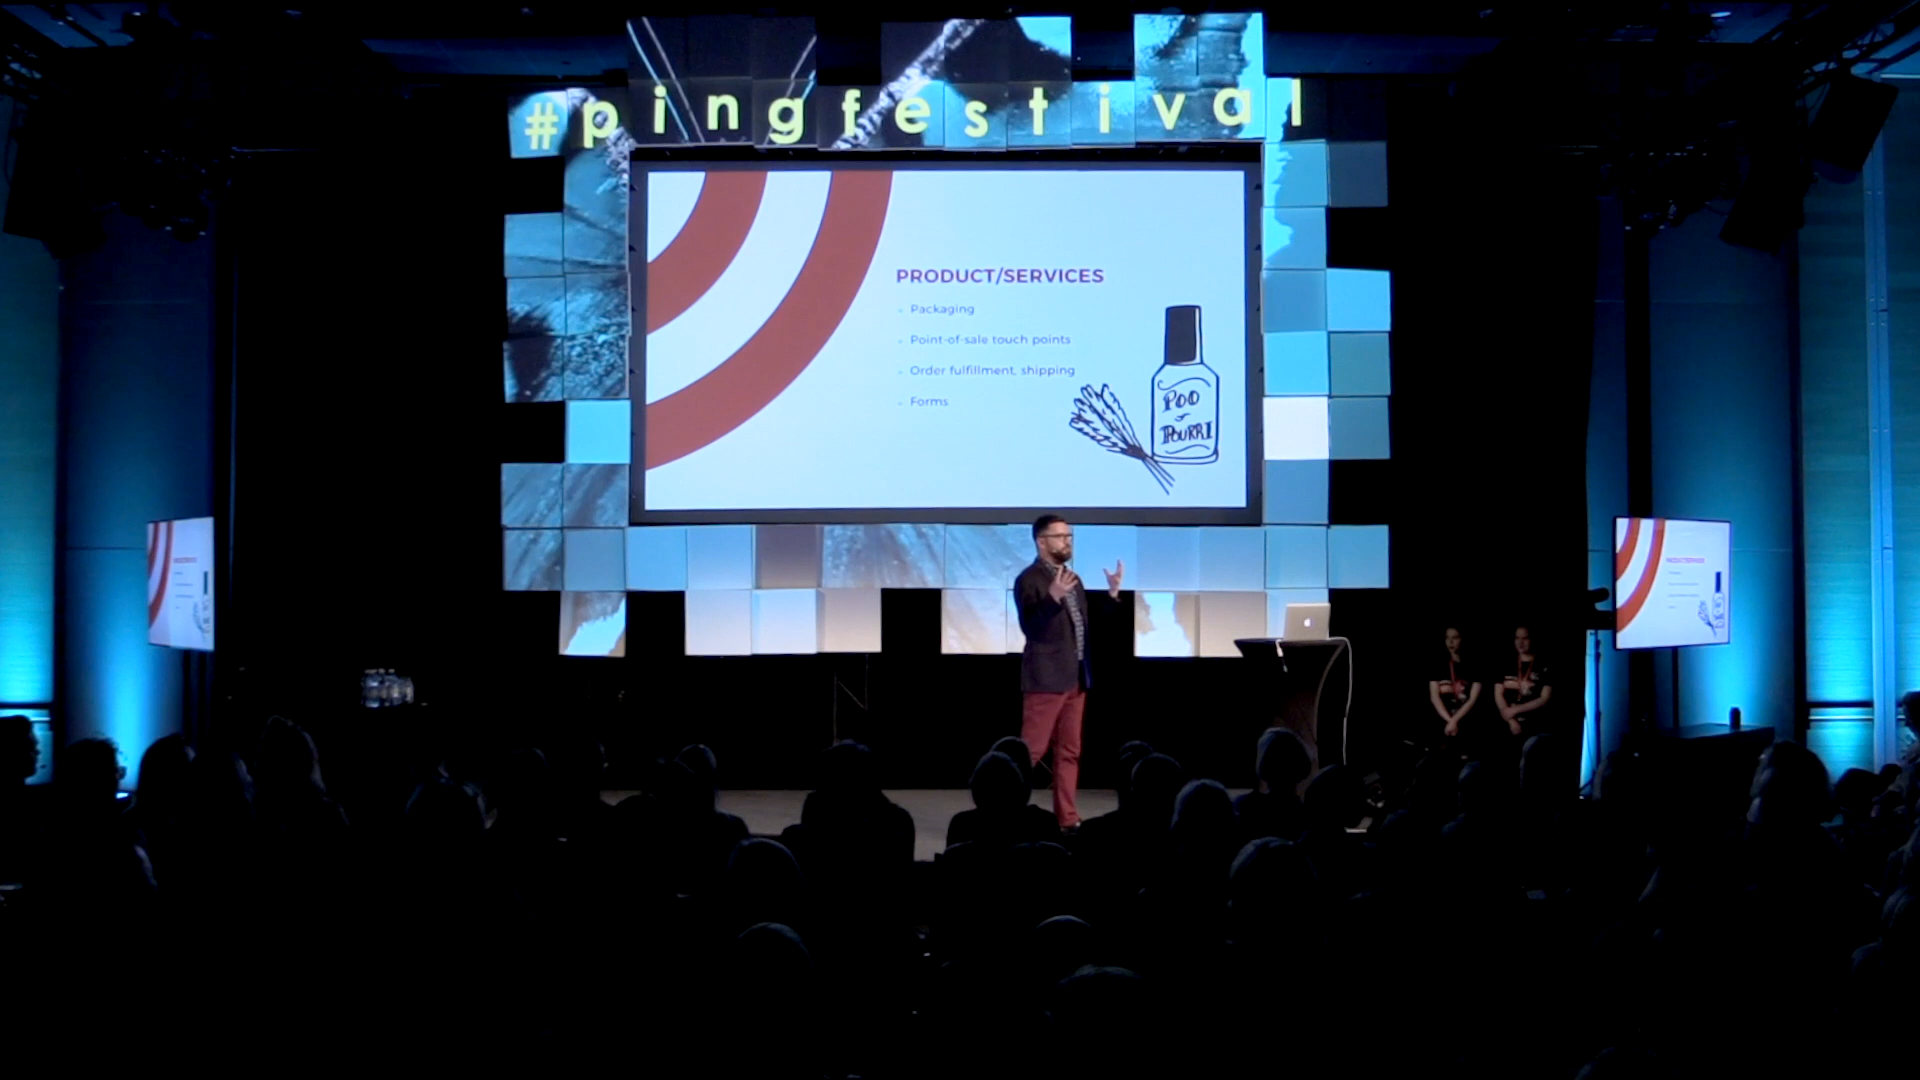 #pingfestival
PRODUCT/SERVICES
- Packaging
- Point-of-sale touch points
- Order fulfillment, shipping
- Forms
POO
POURRI